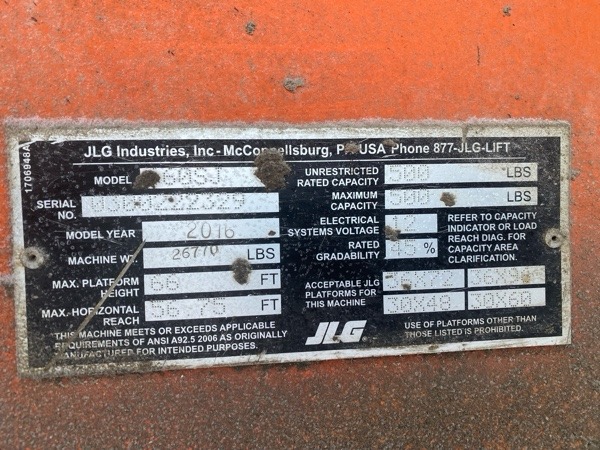 1706948A
JLG Industries, Inc - McConnellsburg, PA USA Phone 877-JLG-LIFT
MODEL
SERIAL NO.
MODEL YEAR 2016
MACHINE WT. 26770 LBS
MAX. PLATFORM HEIGHT 66 FT
MAX. HORIZONTAL REACH 56.75 FT
THIS MACHINE MEETS OR EXCEEDS APPLICABLE
REQUIREMENTS OF ANSI A92.5 2006 AS ORIGINALLY
MANUFACTURED FOR INTENDED PURPOSES.
UNRESTRICTED RATED CAPACITY 500 LBS
MAXIMUM CAPACITY 500 LBS
ELECTRICAL SYSTEMS VOLTAGE 12
RATED GRADABILITY %
REFER TO CAPACITY
INDICATOR OR LOAD
REACH DIAG. FOR
CAPACITY AREA
CLARIFICATION.
ACCEPTABLE JLG
PLATFORMS FOR
THIS MACHINE
30X48 30X60
JLG
USE OF PLATFORMS OTHER THAN
THOSE LISTED IS PROHIBITED.